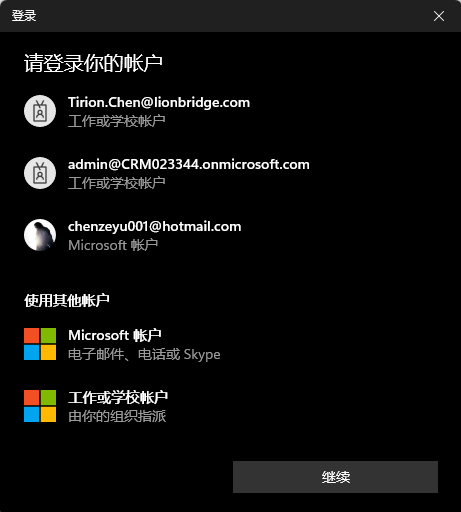 登录
请登录你的帐户
Tirion.Chen@lionbridge.com
工作或学校帐户
admin@CRM023344.onmicrosoft.com
工作或学校帐户
chenzeyu001@hotmail.com
Microsoft 帐户
使用其他帐户
Microsoft 帐户
电子邮件、电话或 Skype
工作或学校帐户
由你的组织指派
继续